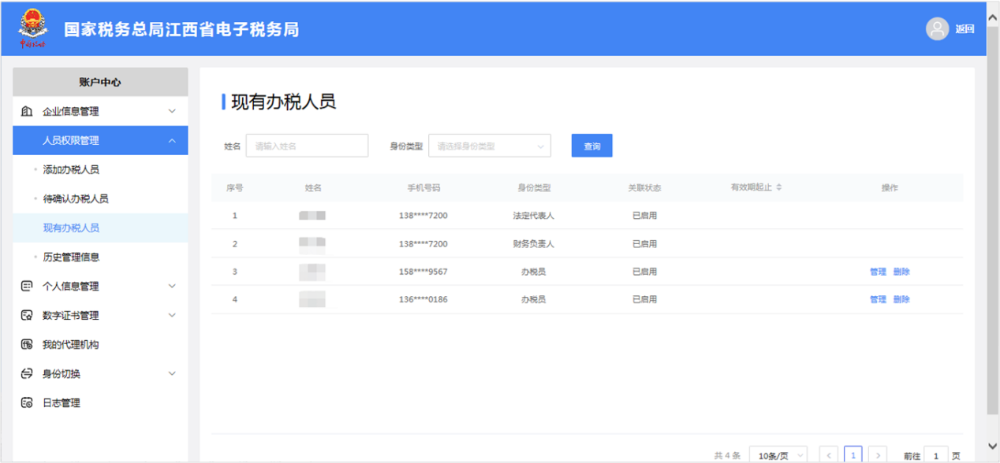 国家税务总局江西省电子税务局
返回
账户中心
企业信息管理
人员权限管理
添加办税人员
待确认办税人员
现有办税人员
历史管理信息
个人信息管理
数字证书管理
我的代理机构
身份切换
日志管理
现有办税人员
姓名 请输入姓名 身份类型 请选择身份类型 查询
序号 姓名 手机号码 身份类型 关联状态 有效期起止 操作
1 138****7200 法定代表人 已启用
2 138****7200 财务负责人 已启用
3 158****9567 办税员 已启用 管理 删除
4 136****0186 办税员 已启用 管理 删除
共 4 条 10条/页 1 前往 1 页